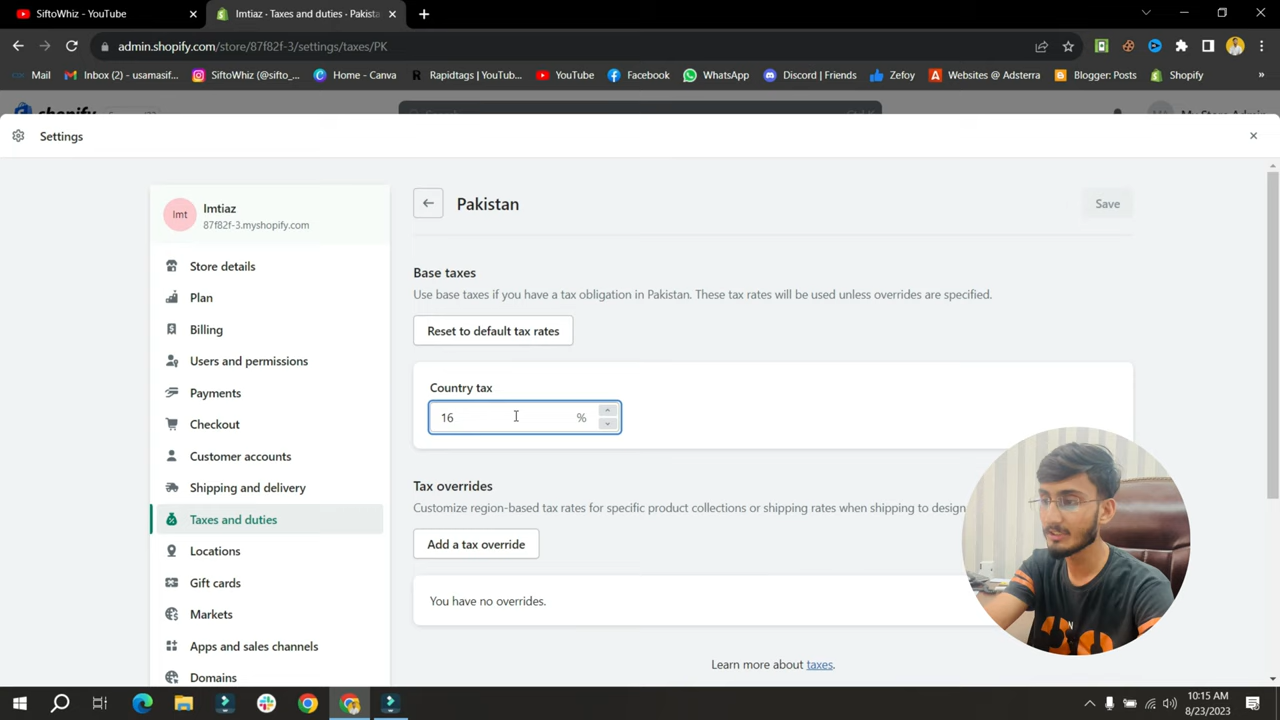 SiftoWhiz - YouTube
Imtiaz · Taxes and duties · Pakista
admin.shopify.com/store/87f82f-3/settings/taxes/PK
Mail
Inbox (2) - usamasif...
SiftoWhiz (@sifto_...
Home - Canva
Rapidtags | YouTub...
YouTube
Facebook
WhatsApp
Discord | Friends
Zefoy
Websites @ Adsterra
Blogger: Posts
Shopify
»
shopify
Settings
Imt
Imtiaz
87f82f-3.myshopify.com
Store details
Plan
Billing
Users and permissions
Payments
Checkout
Customer accounts
Shipping and delivery
Taxes and duties
Locations
Gift cards
Markets
Apps and sales channels
Domains
Pakistan
Save
Base taxes
Use base taxes if you have a tax obligation in Pakistan. These tax rates will be used unless overrides are specified.
Reset to default tax rates
Country tax
16 %
Tax overrides
Customize region-based tax rates for specific product collections or shipping rates when shipping to design
Add a tax override
You have no overrides.
Learn more about taxes.
10:15 AM
8/23/2023